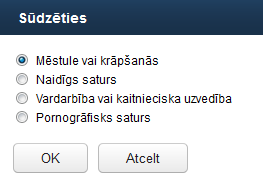 Sūdzēties
Mēstule vai krāpšanās
Naidīgs saturs
Vardarbība vai kaitnieciska uzvedība
Pornogrāfisks saturs
OK
Atcelt